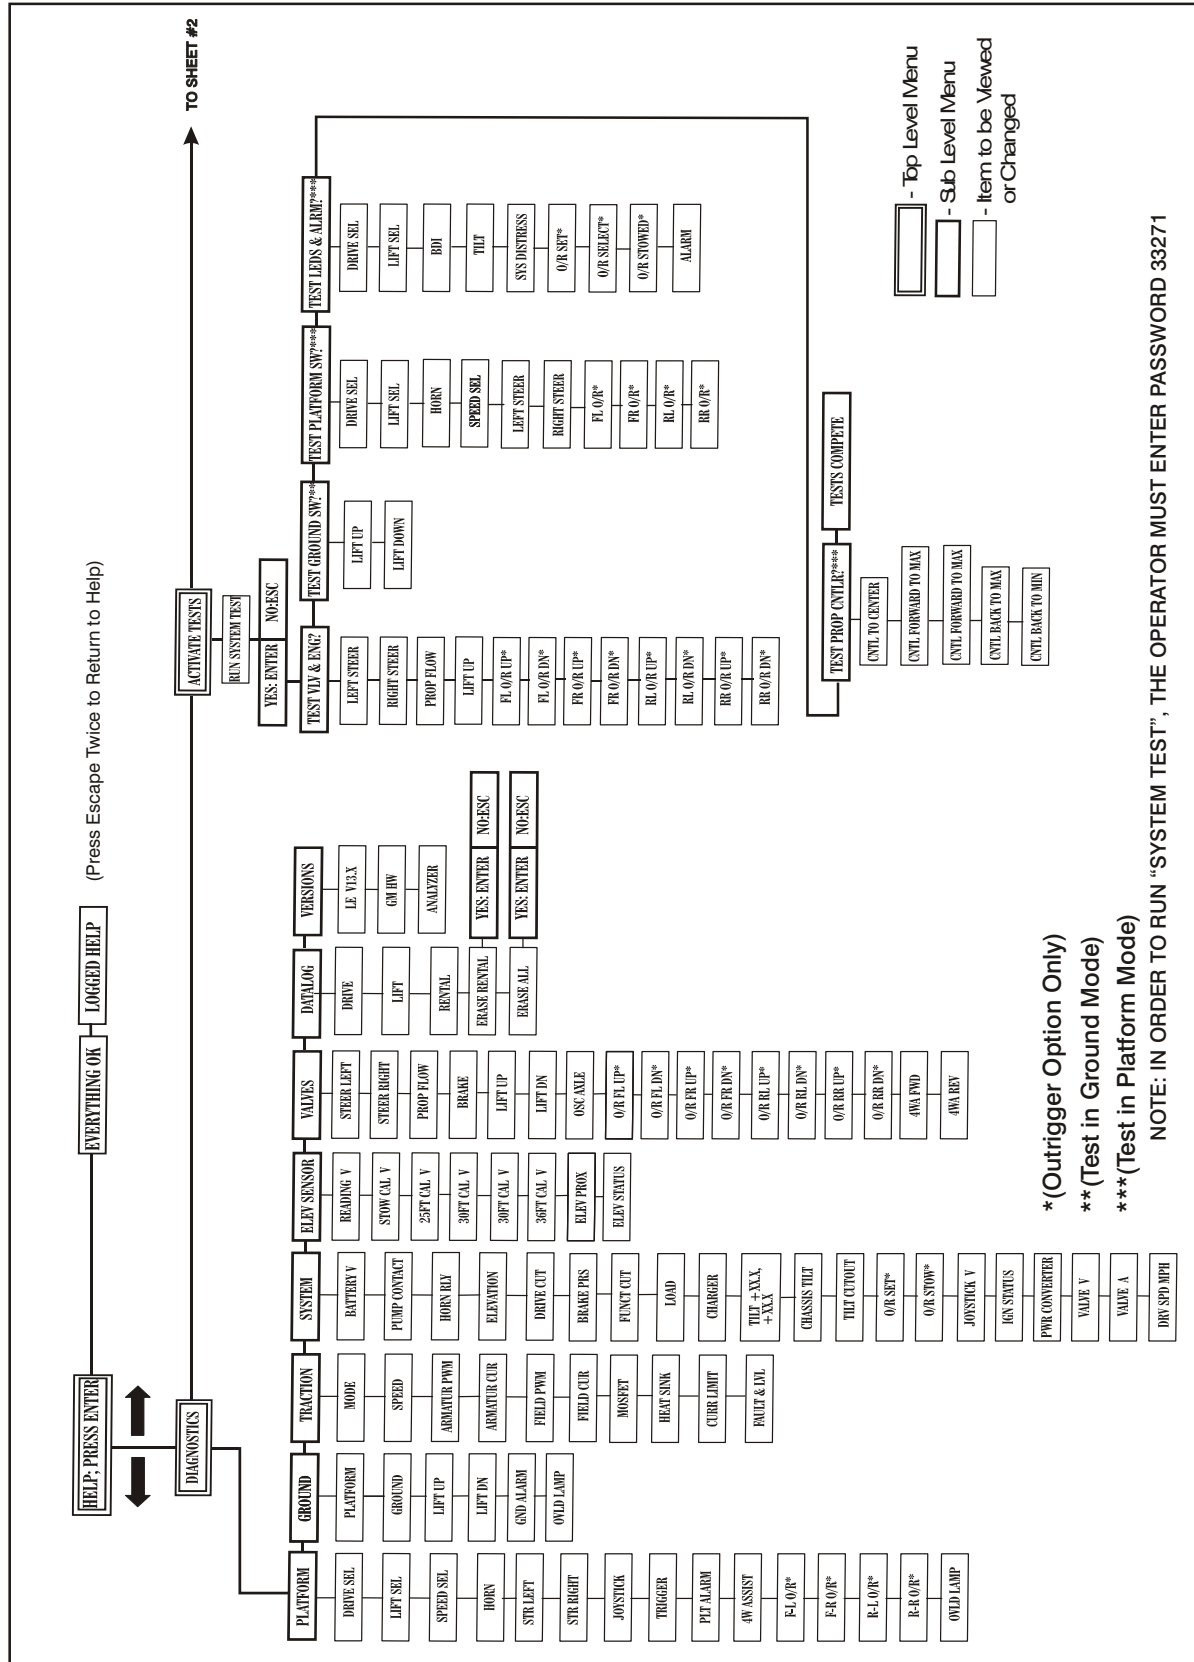 HELP; PRESS ENTER
EVERYTHING OK
LOGGED HELP
(Press Escape Twice to Return to Help)
DIAGNOSTICS
ACTIVATE TESTS
TO SHEET #2
PLATFORM
DRIVE SEL
LIFT SEL
SPEED SEL
HORN
STR LEFT
STR RIGHT
JOYSTICK
TRIGGER
PLT ALARM
4W ASSIST
F-L O/R*
F-R O/R*
R-L O/R*
R-R O/R*
OVLD LAMP
GROUND
PLATFORM
GROUND
LIFT UP
LIFT DN
GND ALARM
OVLD LAMP
TRACTION
MODE
SPEED
ARMATUR PWM
ARMATUR CUR
FIELD PWM
FIELD CUR
MOSFET
HEAT SINK
CURR LIMIT
FAULT & LVL
SYSTEM
BATTERY V
PUMP CONTACT
HORN RLY
ELEVATION
DRIVE CUT
BRAKE PRS
FUNCT CUT
LOAD
CHARGER
TILT +XX.X,
+XX.X
CHASSIS TILT
TILT CUTOUT
O/R SET*
O/R STOW*
JOYSTICK V
IGN STATUS
PWR CONVERTER
VALVE V
VALVE A
DRV SPD MPH
ELEV SENSOR
READING V
STOW CAL V
25FT CAL V
30FT CAL V
30FT CAL V
36FT CAL V
ELEV PROX
ELEV STATUS
VALVES
STEER LEFT
STEER RIGHT
PROP FLOW
BRAKE
LIFT UP
LIFT DN
OSC AXLE
O/R FL UP*
O/R FL DN*
O/R FR UP*
O/R FR DN*
O/R RL UP*
O/R RL DN*
O/R RR UP*
O/R RR DN*
4WA FWD
4WA REV
DATALOG
DRIVE
LIFT
RENTAL
ERASE RENTAL
YES: ENTER
NO:ESC
ERASE ALL
YES: ENTER
NO:ESC
VERSIONS
LE V13.X
GM HW
ANALYZER
RUN SYSTEM TEST
YES: ENTER
NO:ESC
TEST VLV & ENG?
LEFT STEER
RIGHT STEER
PROP FLOW
LIFT UP
FL O/R UP*
FL O/R DN*
FR O/R UP*
FR O/R DN*
RL O/R UP*
RL O/R DN*
RR O/R UP*
RR O/R DN*
TEST GROUND SW?**
LIFT UP
LIFT DOWN
TEST PLATFORM SW?***
DRIVE SEL
LIFT SEL
HORN
SPEED SEL
LEFT STEER
RIGHT STEER
FL O/R*
FR O/R*
RL O/R*
RR O/R*
TEST LEDS & ALRM?***
DRIVE SEL
LIFT SEL
BDI
TILT
SYS DISTRESS
O/R SET*
O/R SELECT*
O/R STOWED*
ALARM
TEST PROP CNTLR?***
TESTS COMPETE
CNTL TO CENTER
CNTL FORWARD TO MAX
CNTL FORWARD TO MAX
CNTL BACK TO MAX
CNTL BACK TO MIN
- Top Level Menu
- Sub Level Menu
- Item to be Viewed
or Changed
*(Outrigger Option Only)
**(Test in Ground Mode)
***(Test in Platform Mode)
NOTE: IN ORDER TO RUN “SYSTEM TEST”, THE OPERATOR MUST ENTER PASSWORD 33271